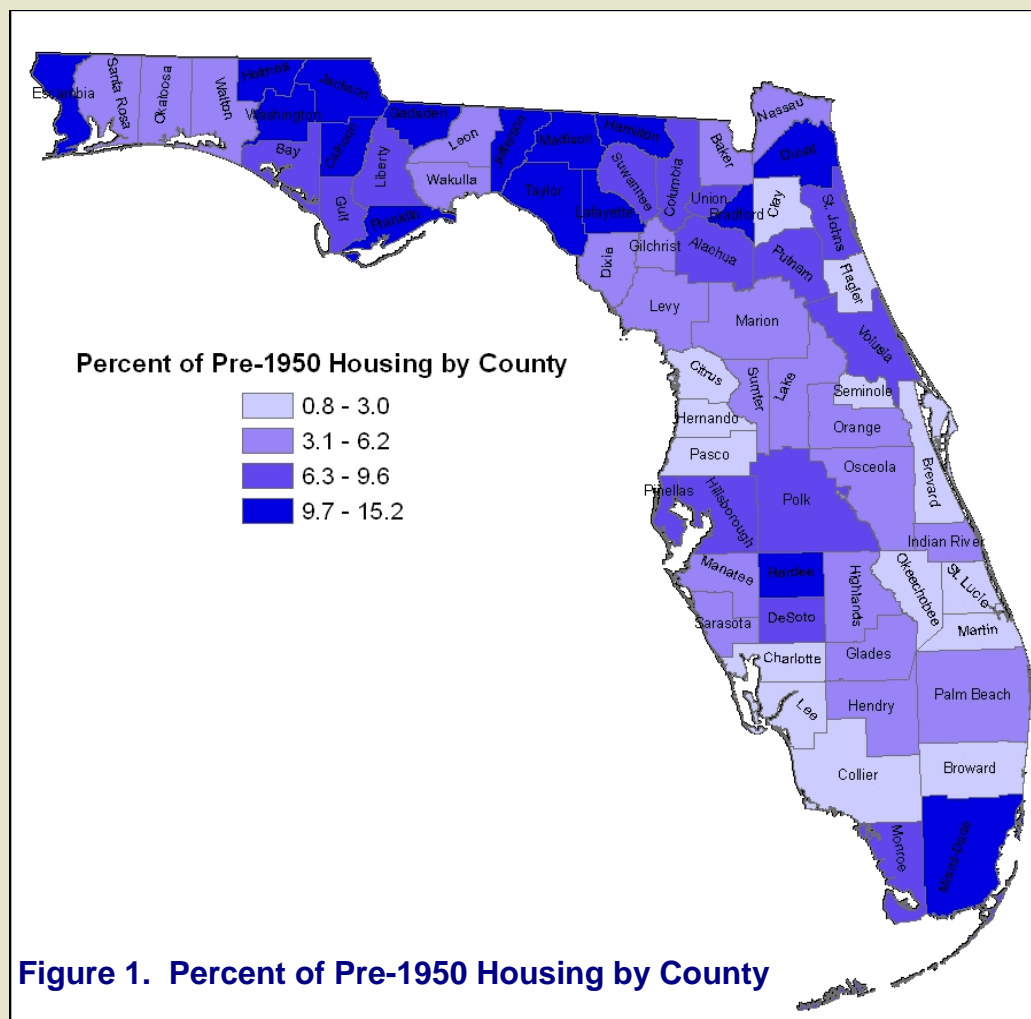 Escambia
Santa Rosa
Okaloosa
Walton
Holmes
Washington
Jackson
Bay
Calhoun
Gulf
Liberty
Gadsden
Franklin
Leon
Wakulla
Jefferson
Madison
Taylor
Hamilton
Suwannee
Lafayette
Columbia
Dixie
Gilchrist
Baker
Union
Bradford
Nassau
Duval
Clay
St. Johns
Alachua
Putnam
Flagler
Levy
Marion
Volusia
Percent of Pre-1950 Housing by County
0.8 - 3.0
3.1 - 6.2
6.3 - 9.6
9.7 - 15.2
Citrus
Sumter
Lake
Seminole
Hernando
Orange
Pasco
Osceola
Brevard
Pinellas
Hillsborough
Polk
Indian River
Manatee
Hardee
Highlands
Okeechobee
St. Lucie
Sarasota
DeSoto
Martin
Charlotte
Glades
Lee
Hendry
Palm Beach
Collier
Broward
Monroe
Miami-Dade
Figure 1. Percent of Pre-1950 Housing by County